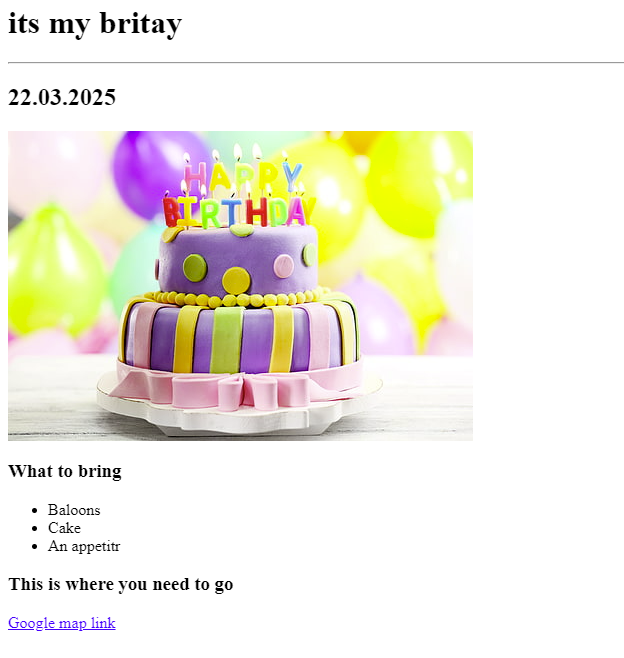 its my britay
22.03.2025
HAPPY
BIRTHDAY
What to bring
Baloons
Cake
An appetitr
This is where you need to go
Google map link